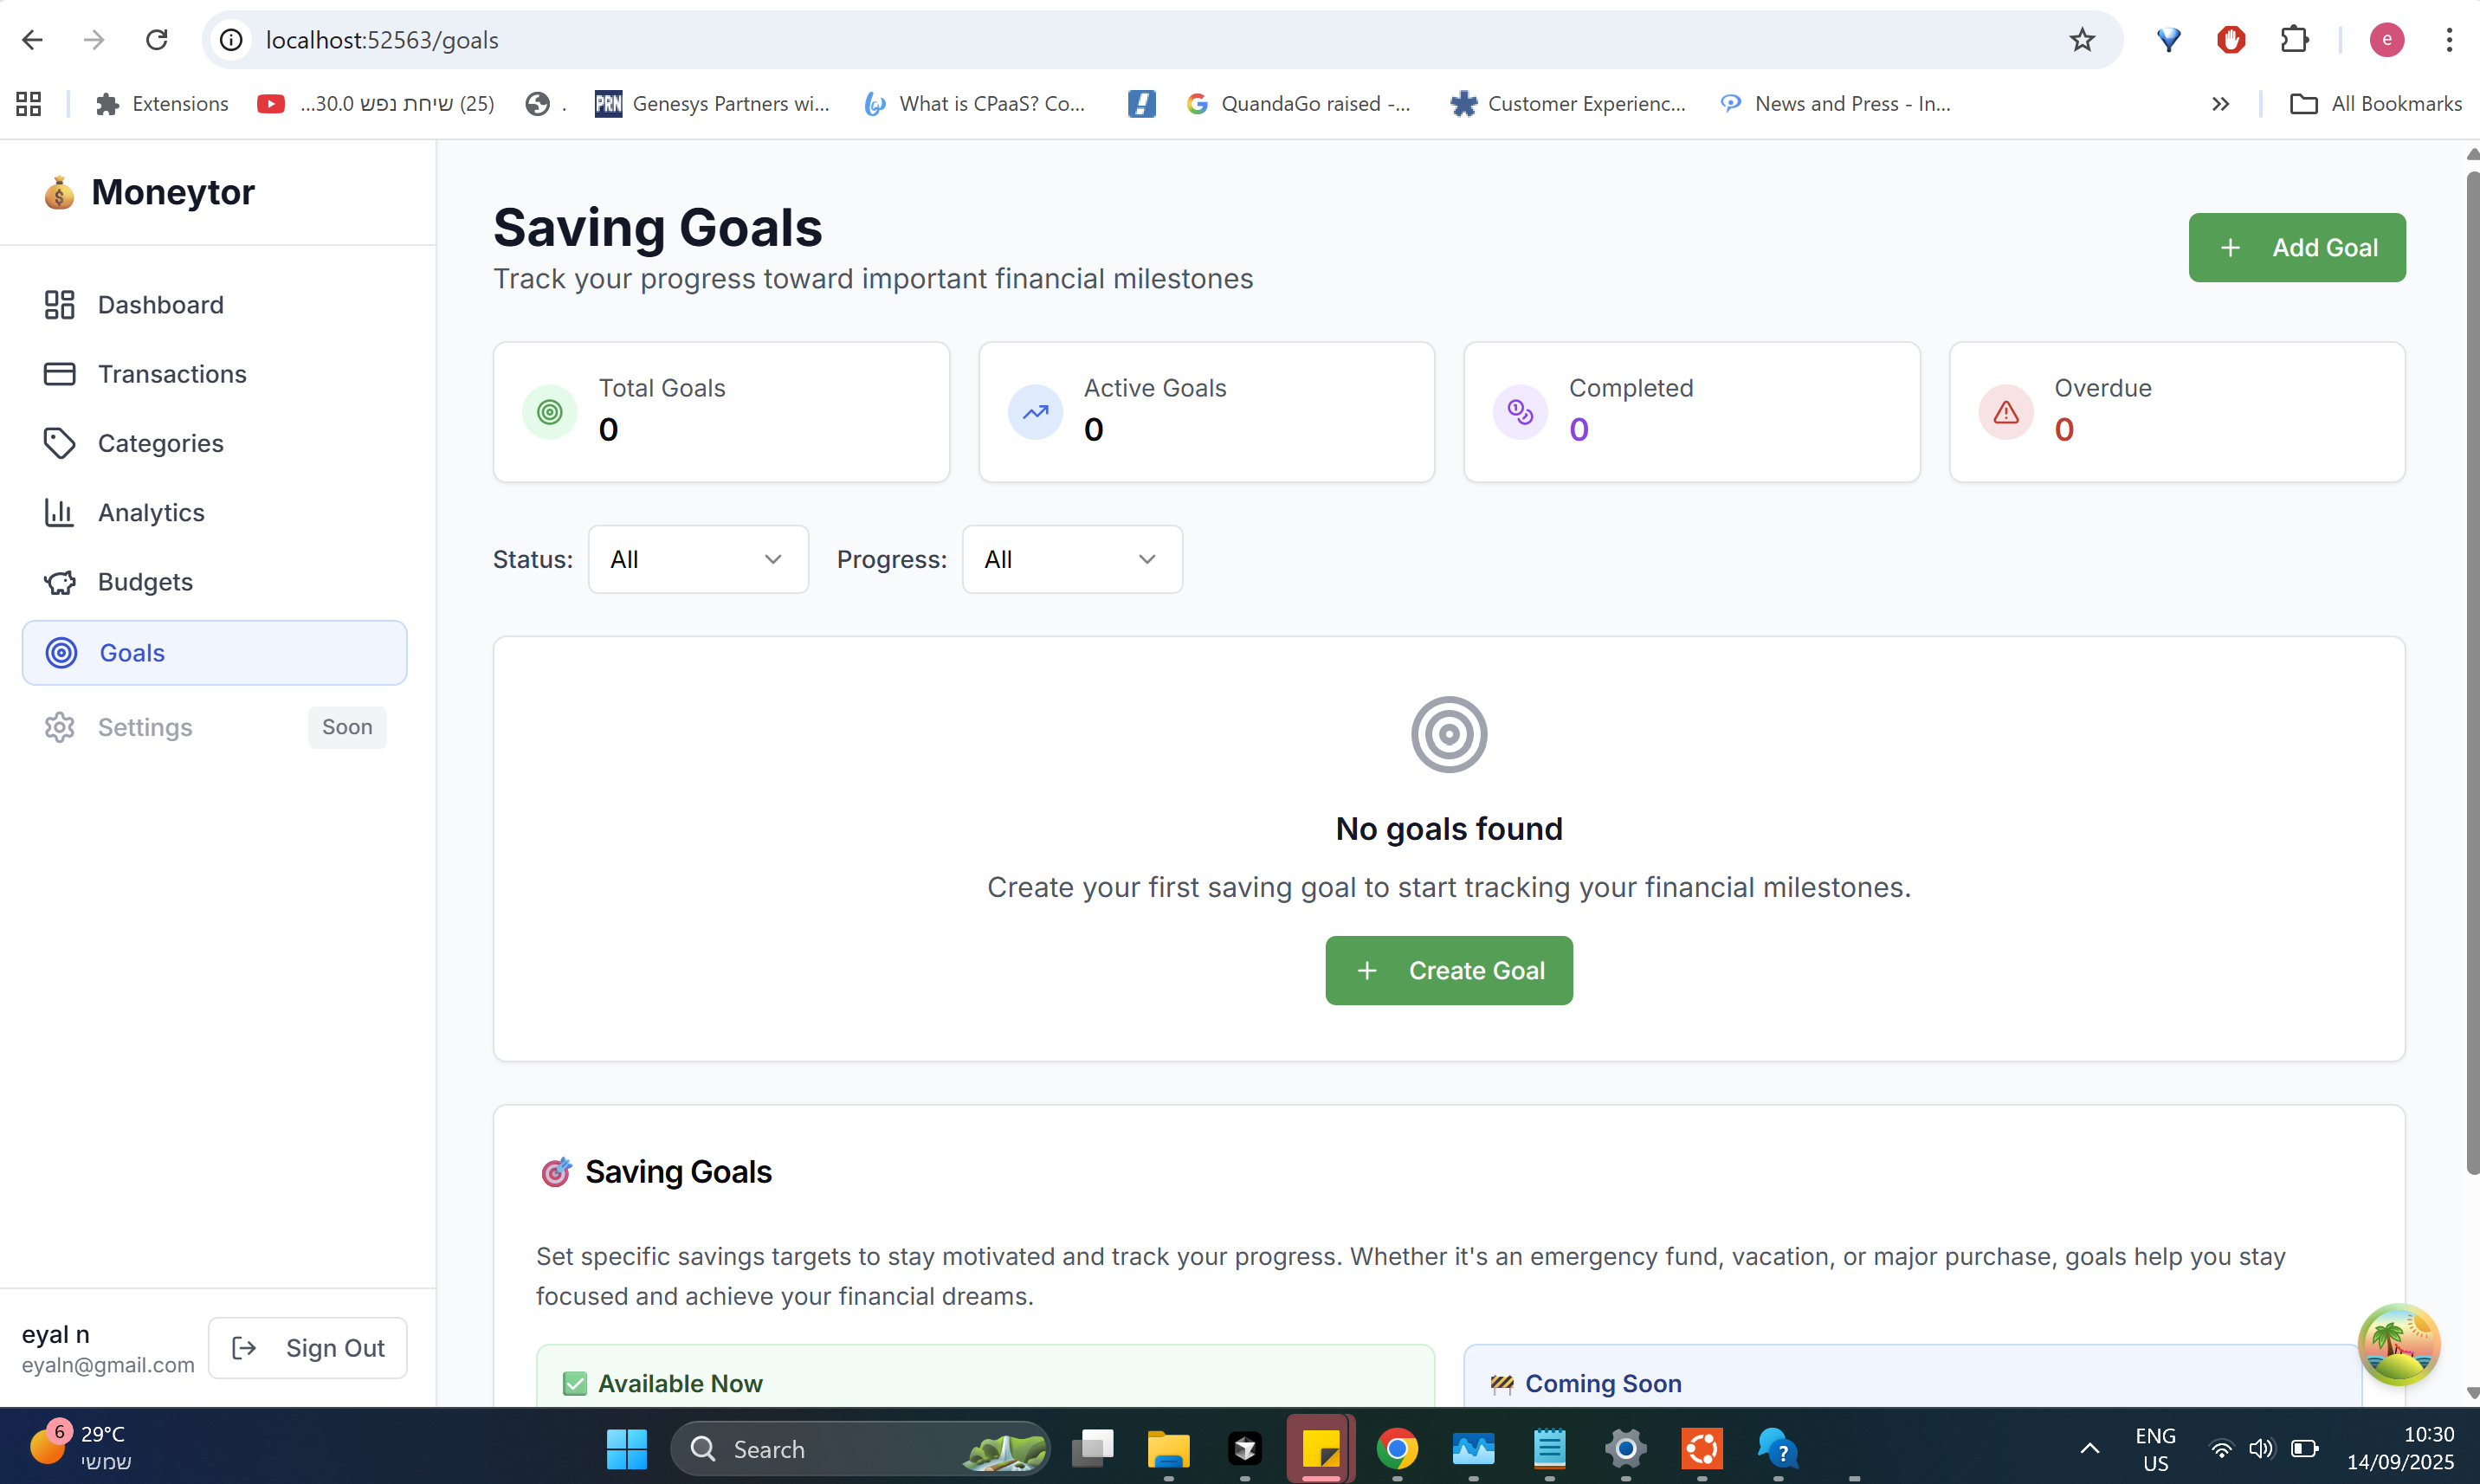 localhost:52563/goals
e
Extensions
...30.0 שיחת נפש (25)
.
PRN
Genesys Partners wi...
What is CPaaS? Co...
QuandaGo raised -...
Customer Experienc...
News and Press - In...
All Bookmarks
Moneytor
Dashboard
Transactions
Categories
Analytics
Budgets
Goals
Settings
Soon
eyal n
eyaln@gmail.com
Sign Out
Saving Goals
Track your progress toward important financial milestones
Add Goal
Total Goals
0
Active Goals
0
Completed
0
Overdue
0
Status:
All
Progress:
All
No goals found
Create your first saving goal to start tracking your financial milestones.
Create Goal
Saving Goals
Set specific savings targets to stay motivated and track your progress. Whether it's an emergency fund, vacation, or major purchase, goals help you stay
focused and achieve your financial dreams.
Available Now
Coming Soon
6
29°C
שמשי
Search
ENG
US
10:30
14/09/2025